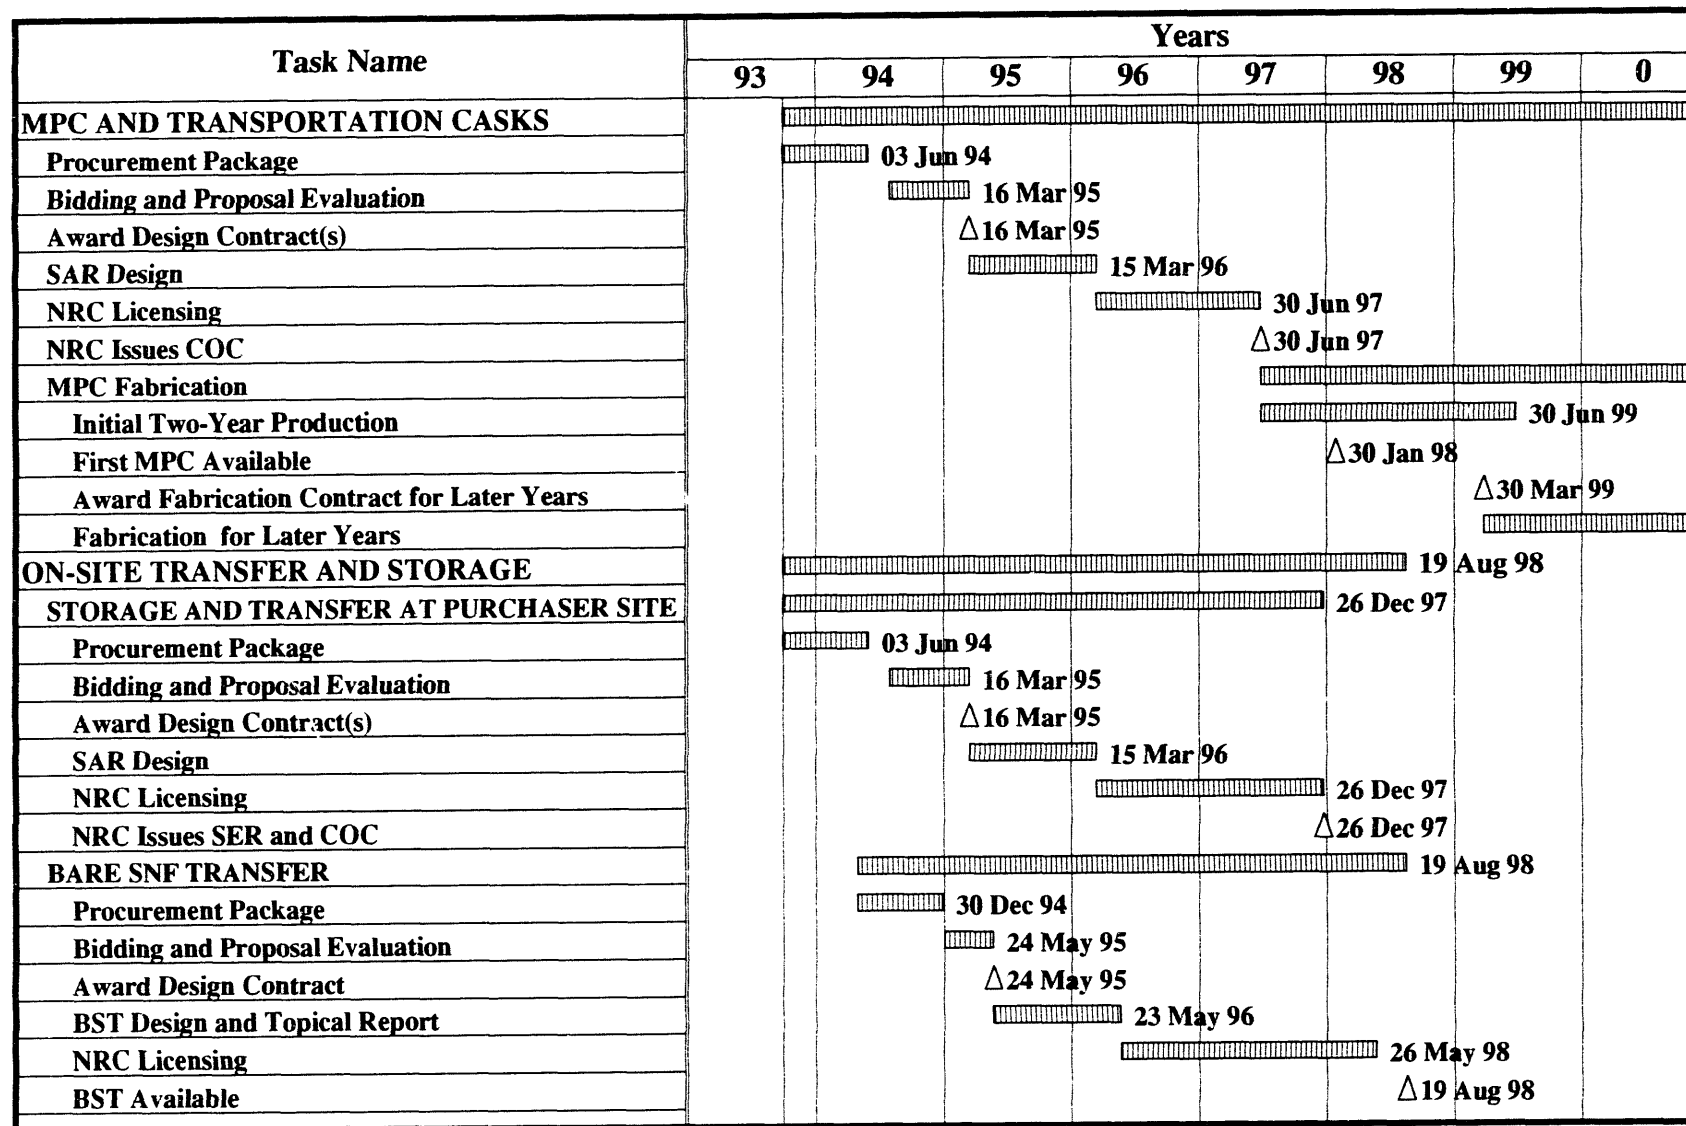 Task Name Years
93 94 95 96 97 98 99 0
MPC AND TRANSPORTATION CASKS
Procurement Package 03 Jun 94
Bidding and Proposal Evaluation 16 Mar 95
Award Design Contract(s) 16 Mar 95
SAR Design 15 Mar 96
NRC Licensing 30 Jun 97
NRC Issues COC 30 Jun 97
MPC Fabrication
Initial Two-Year Production 30 Jun 99
First MPC Available 30 Jan 98
Award Fabrication Contract for Later Years 30 Mar 99
Fabrication for Later Years
ON-SITE TRANSFER AND STORAGE 19 Aug 98
STORAGE AND TRANSFER AT PURCHASER SITE 26 Dec 97
Procurement Package 03 Jun 94
Bidding and Proposal Evaluation 16 Mar 95
Award Design Contract(s) 16 Mar 95
SAR Design 15 Mar 96
NRC Licensing 26 Dec 97
NRC Issues SER and COC 26 Dec 97
BARE SNF TRANSFER 19 Aug 98
Procurement Package 30 Dec 94
Bidding and Proposal Evaluation 24 May 95
Award Design Contract 24 May 95
BST Design and Topical Report 23 May 96
NRC Licensing 26 May 98
BST Available 19 Aug 98